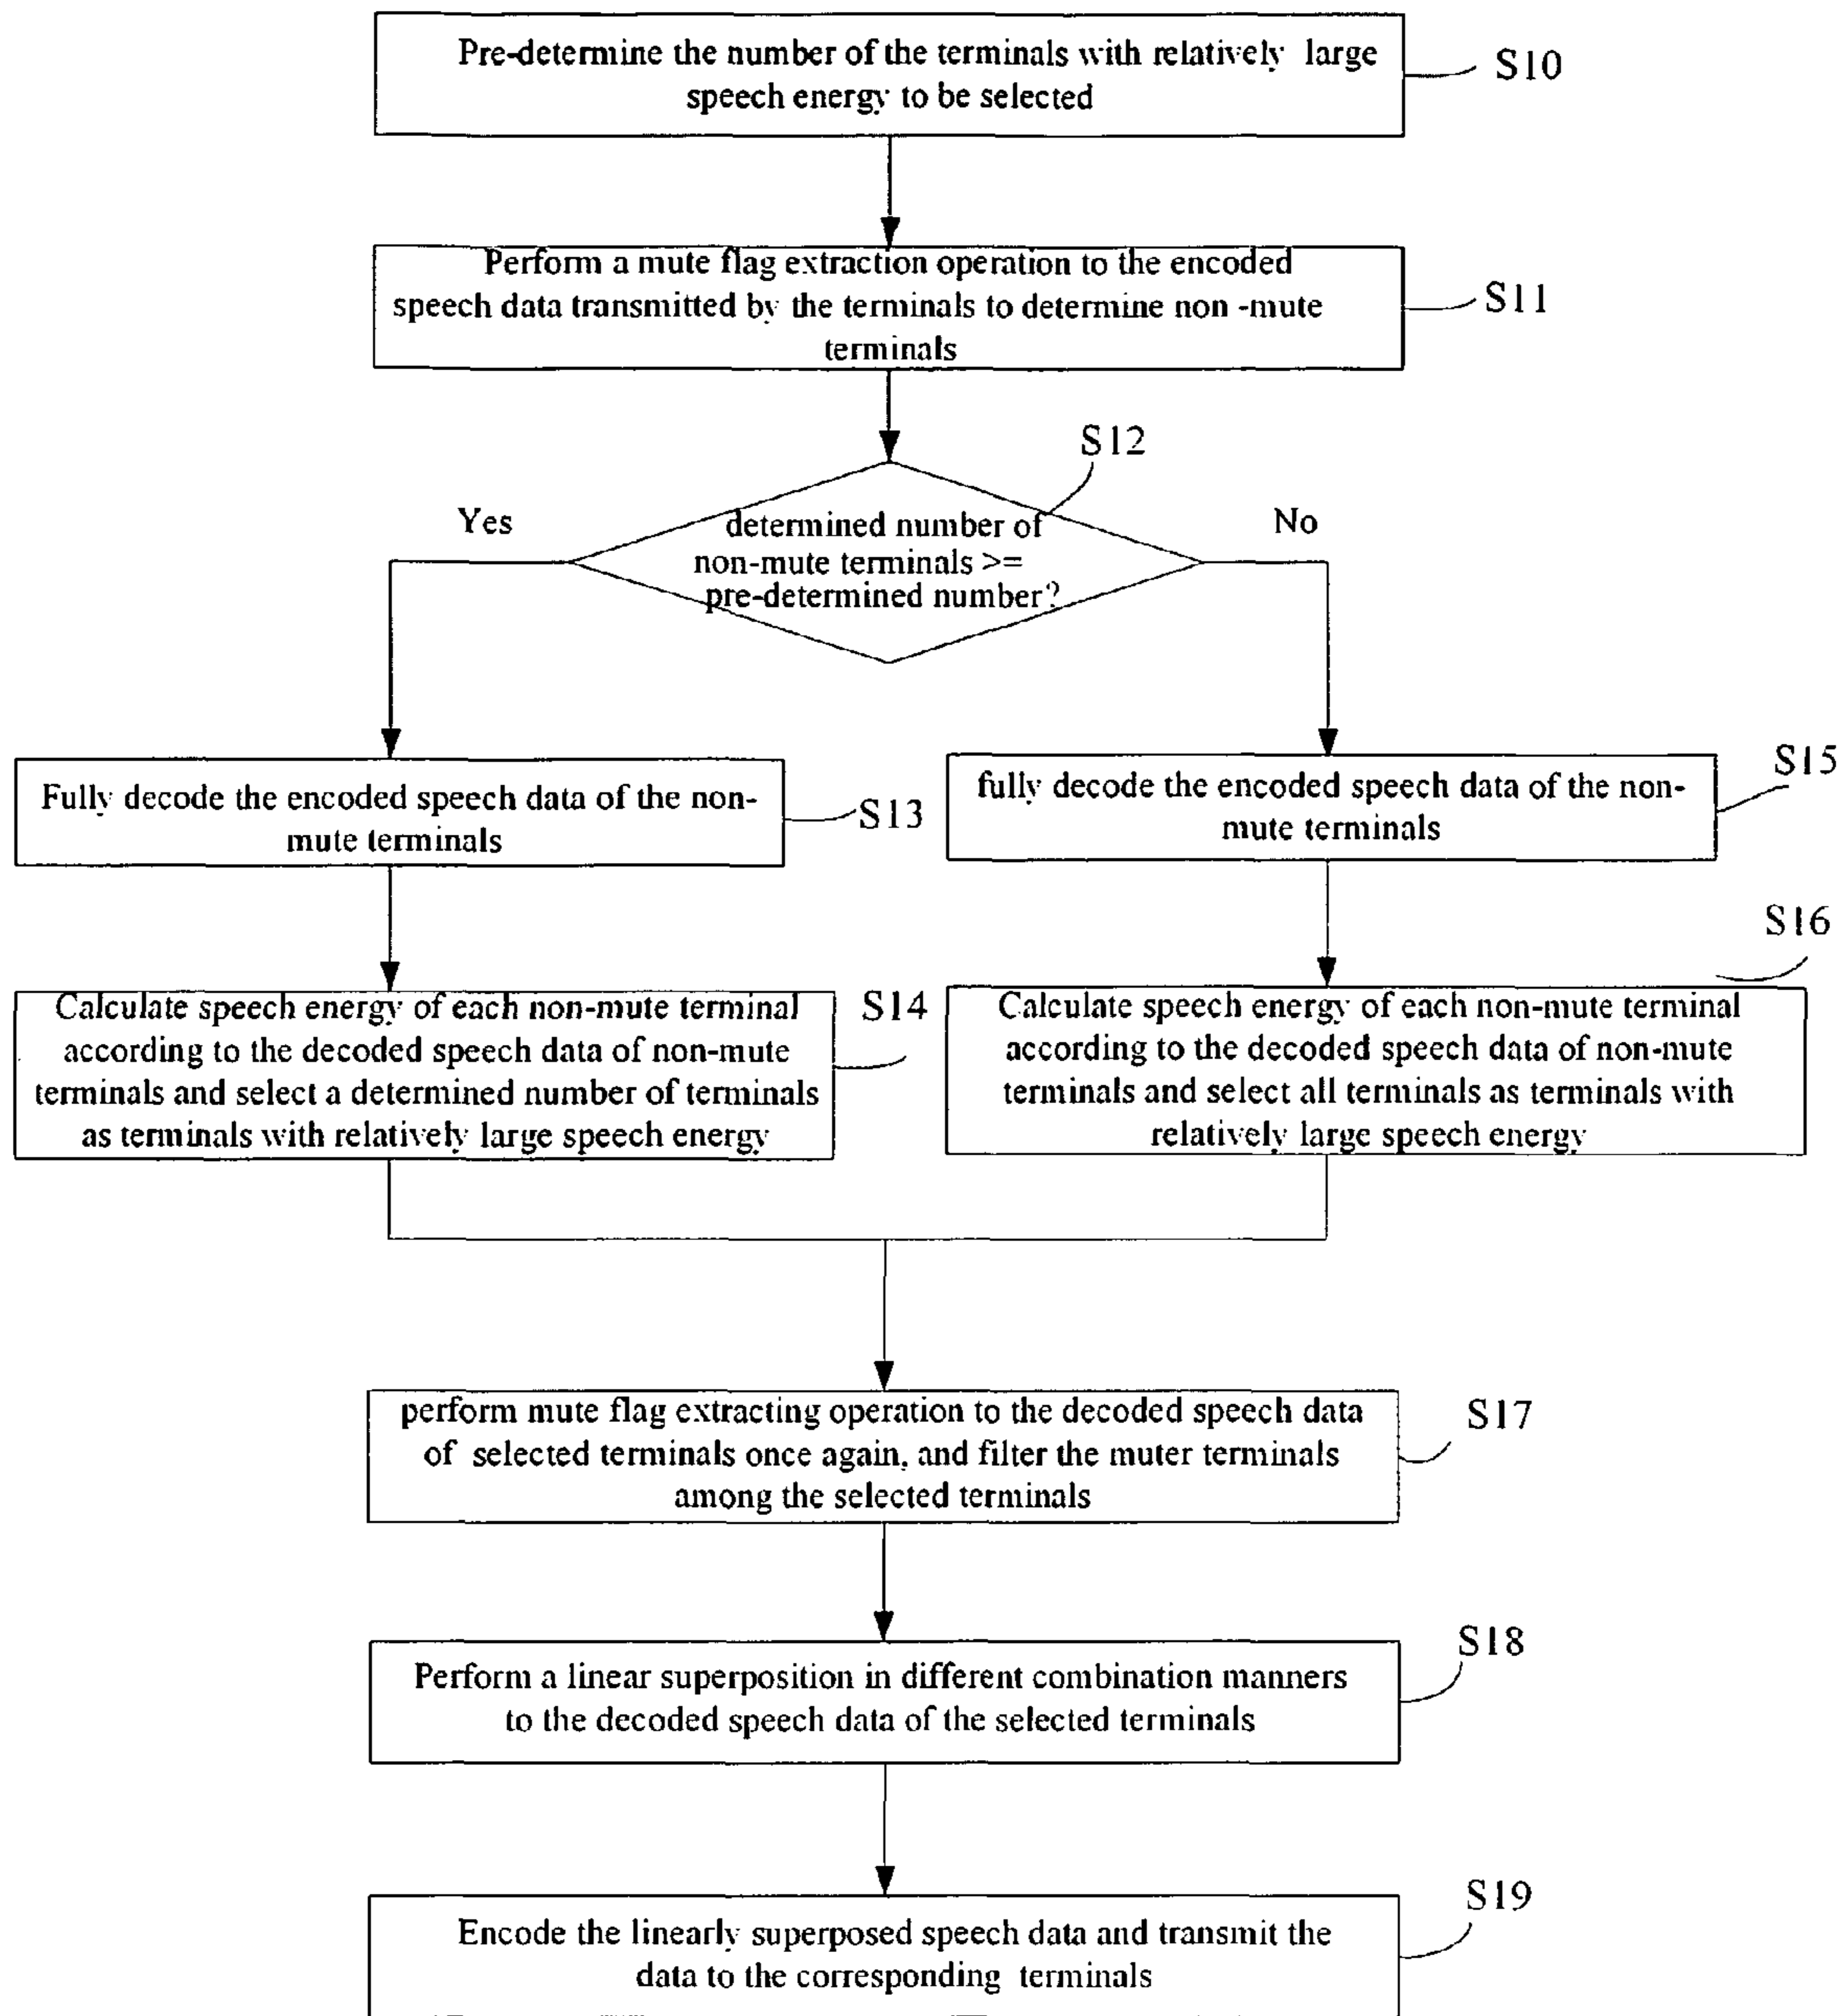 Pre-determine the number of the terminals with relatively large
speech energy to be selected
S10
Perform a mute flag extraction operation to the encoded
speech data transmitted by the terminals to determine non -mute
terminals
S11
S12
Yes
determined number of
non-mute terminals >=
pre-determined number?
No
Fully decode the encoded speech data of the non-
mute terminals
S13
fully decode the encoded speech data of the non-
mute terminals
S15
Calculate speech energy of each non-mute terminal
according to the decoded speech data of non-mute
terminals and select a determined number of terminals
as terminals with relatively large speech energy
S14
Calculate speech energy of each non-mute terminal
according to the decoded speech data of non-mute
terminals and select all terminals as terminals with
relatively large speech energy
S16
perform mute flag extracting operation to the decoded speech data
of selected terminals once again, and filter the muter terminals
among the selected terminals
S17
Perform a linear superposition in different combination manners
to the decoded speech data of the selected terminals
S18
Encode the linearly superposed speech data and transmit the
data to the corresponding terminals
S19